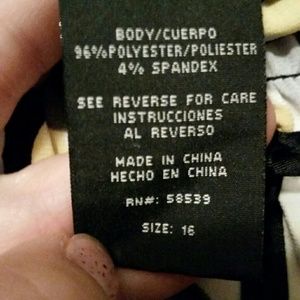 BODY/CUERPO
96%POLYESTER/POLIESTER
4% SPANDEX
SEE REVERSE FOR CARE
INSTRUCCIONES
AL REVERSO
MADE IN CHINA
HECHO EN CHINA
RN#: 58539
SIZE: 16